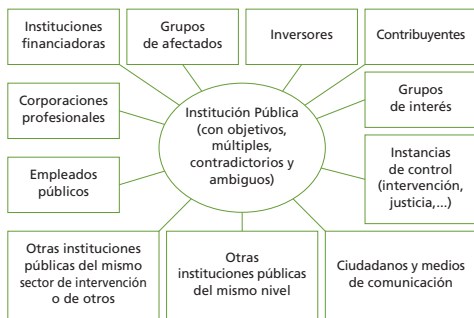 Instituciones
financiadoras
Grupos
de afectados
Inversores
Contribuyentes
Corporaciones
profesionales
Institución Pública
(con objetivos,
múltiples,
contradictorios y
ambiguos)
Grupos
de interés
Empleados
públicos
Instancias
de control
(intervención,
justicia,...)
Otras instituciones
públicas del mismo
sector de intervención
o de otros
Otras
instituciones públicas
del mismo nivel
Ciudadanos y medios
de comunicación